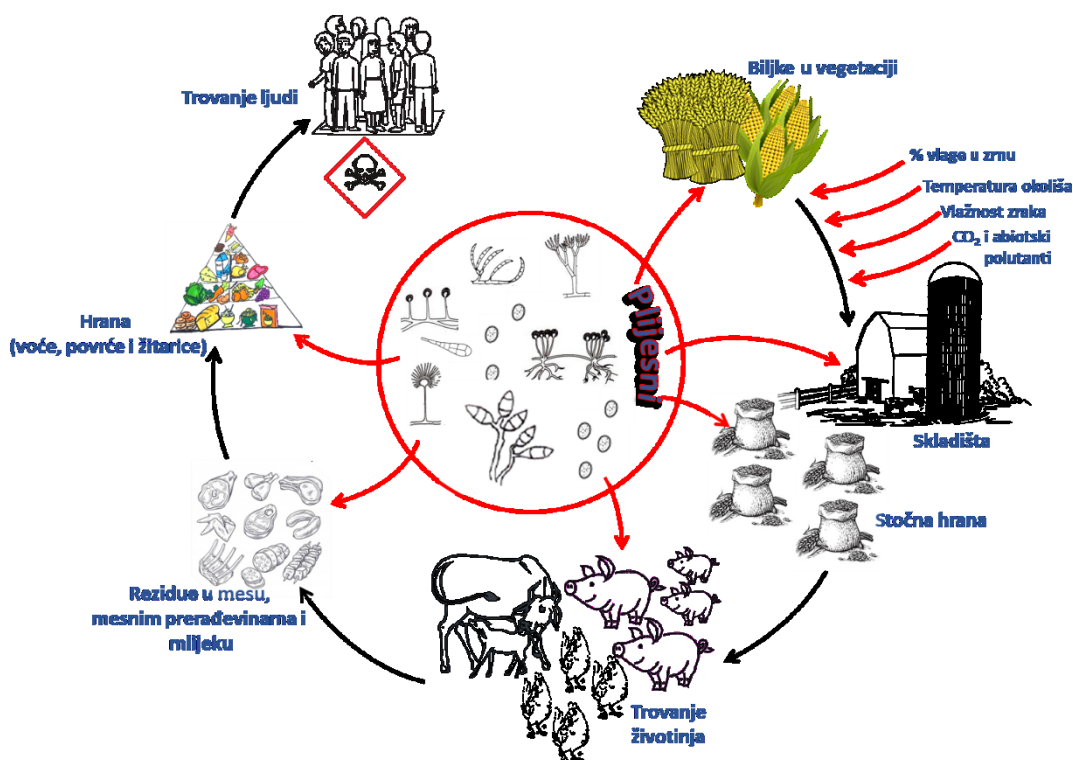 Trovanje ljudi
Biljke u vegetaciji
% vlage u zrnu
Temperatura okoliša
Vlažnost zraka
CO₂ i abiotski
polutanti
Plijesni
Hrana
(voće, povrće i žitarice)
Skladišta
Stočna hrana
Rezidue u mesu,
mesnim prerađevinama i
mlijeku
Trovanje
životinja